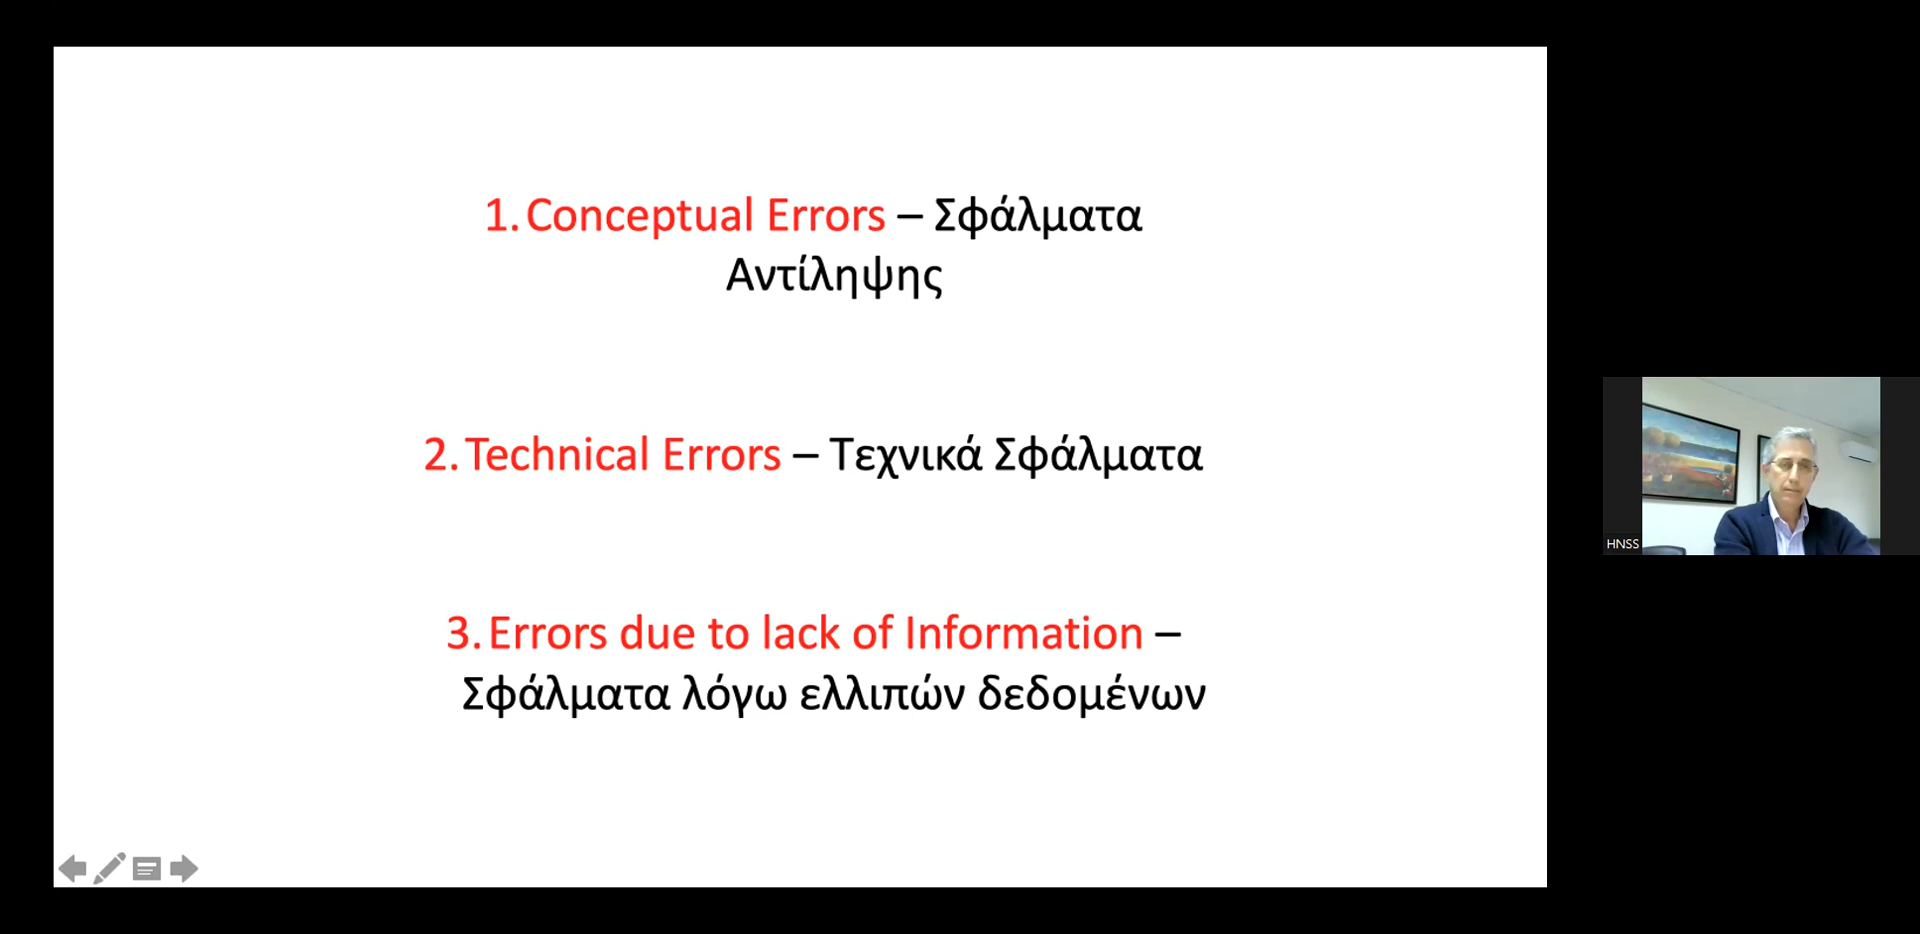 1. Conceptual Errors – Σφάλματα
Αντίληψης
2. Technical Errors – Τεχνικά Σφάλματα
3. Errors due to lack of Information –
Σφάλματα λόγω ελλιπών δεδομένων
HNSS